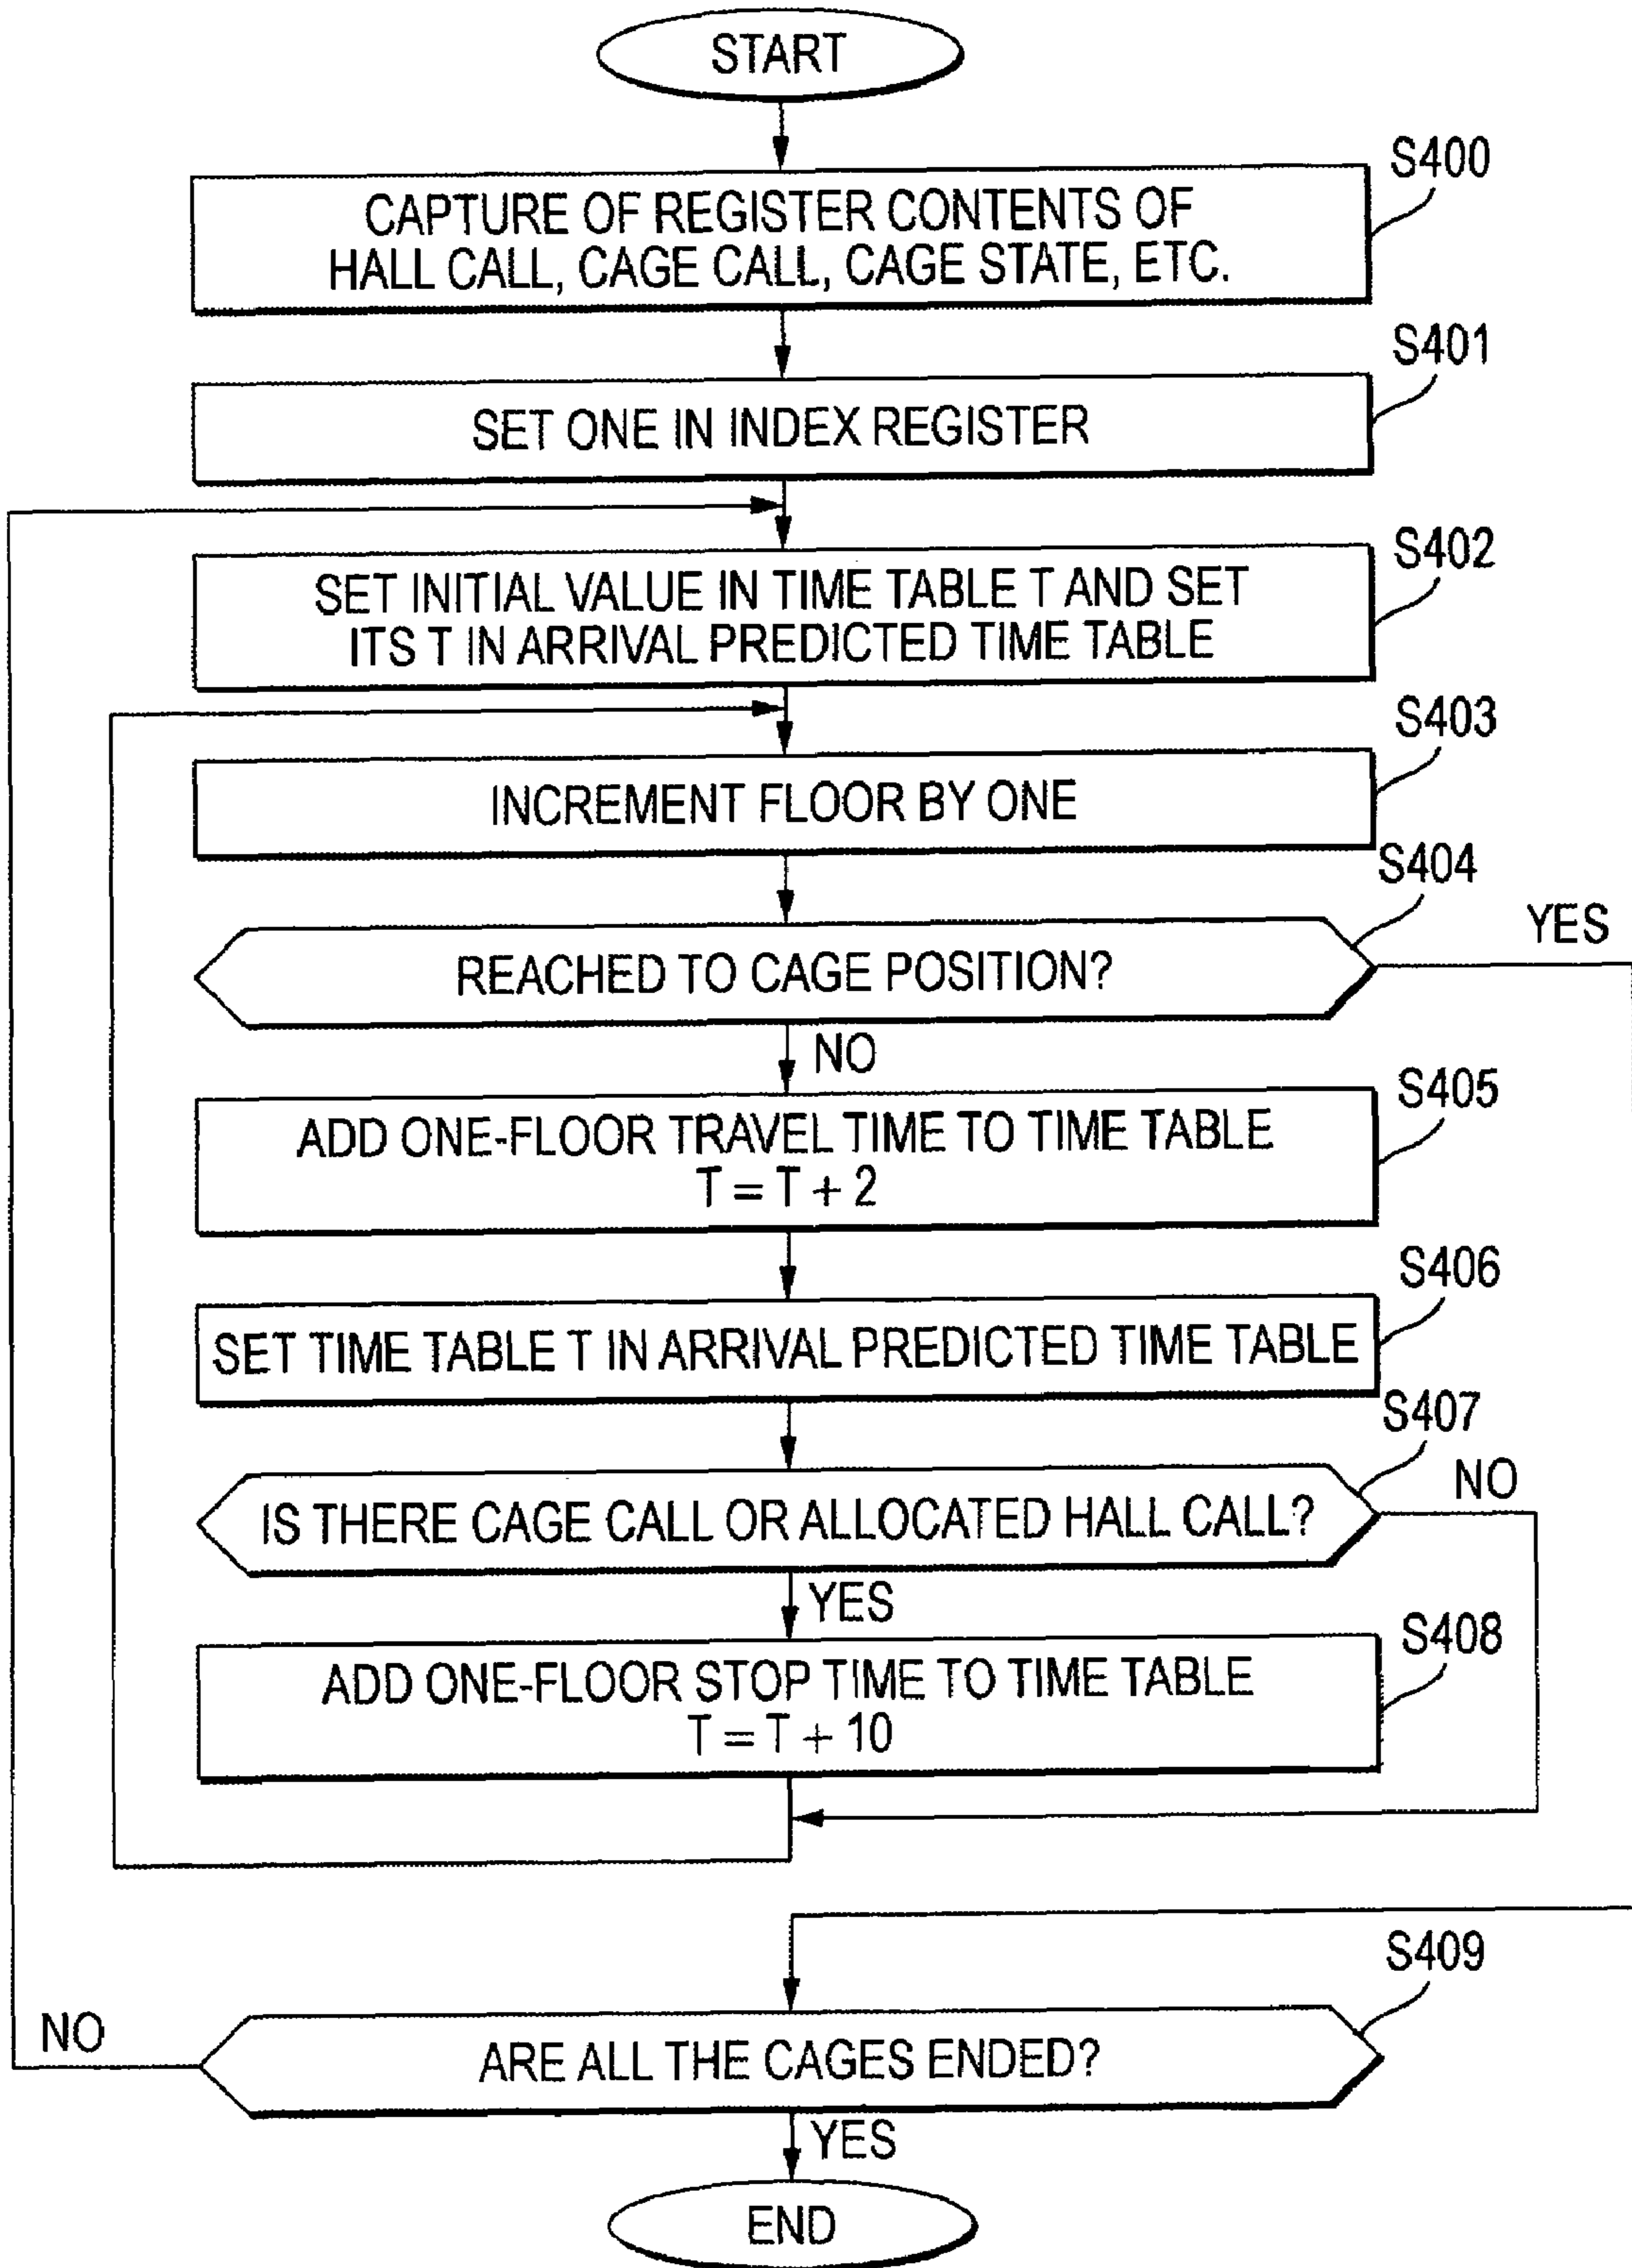 START
S400
CAPTURE OF REGISTER CONTENTS OF
HALL CALL, CAGE CALL, CAGE STATE, ETC.
S401
SET ONE IN INDEX REGISTER
S402
SET INITIAL VALUE IN TIME TABLE T AND SET
ITS T IN ARRIVAL PREDICTED TIME TABLE
S403
INCREMENT FLOOR BY ONE
S404
YES
REACHED TO CAGE POSITION?
NO
S405
ADD ONE-FLOOR TRAVEL TIME TO TIME TABLE
T = T + 2
S406
SET TIME TABLE T IN ARRIVAL PREDICTED TIME TABLE
S407
NO
IS THERE CAGE CALL OR ALLOCATED HALL CALL?
YES
S408
ADD ONE-FLOOR STOP TIME TO TIME TABLE
T = T + 10
S409
NO
ARE ALL THE CAGES ENDED?
YES
END